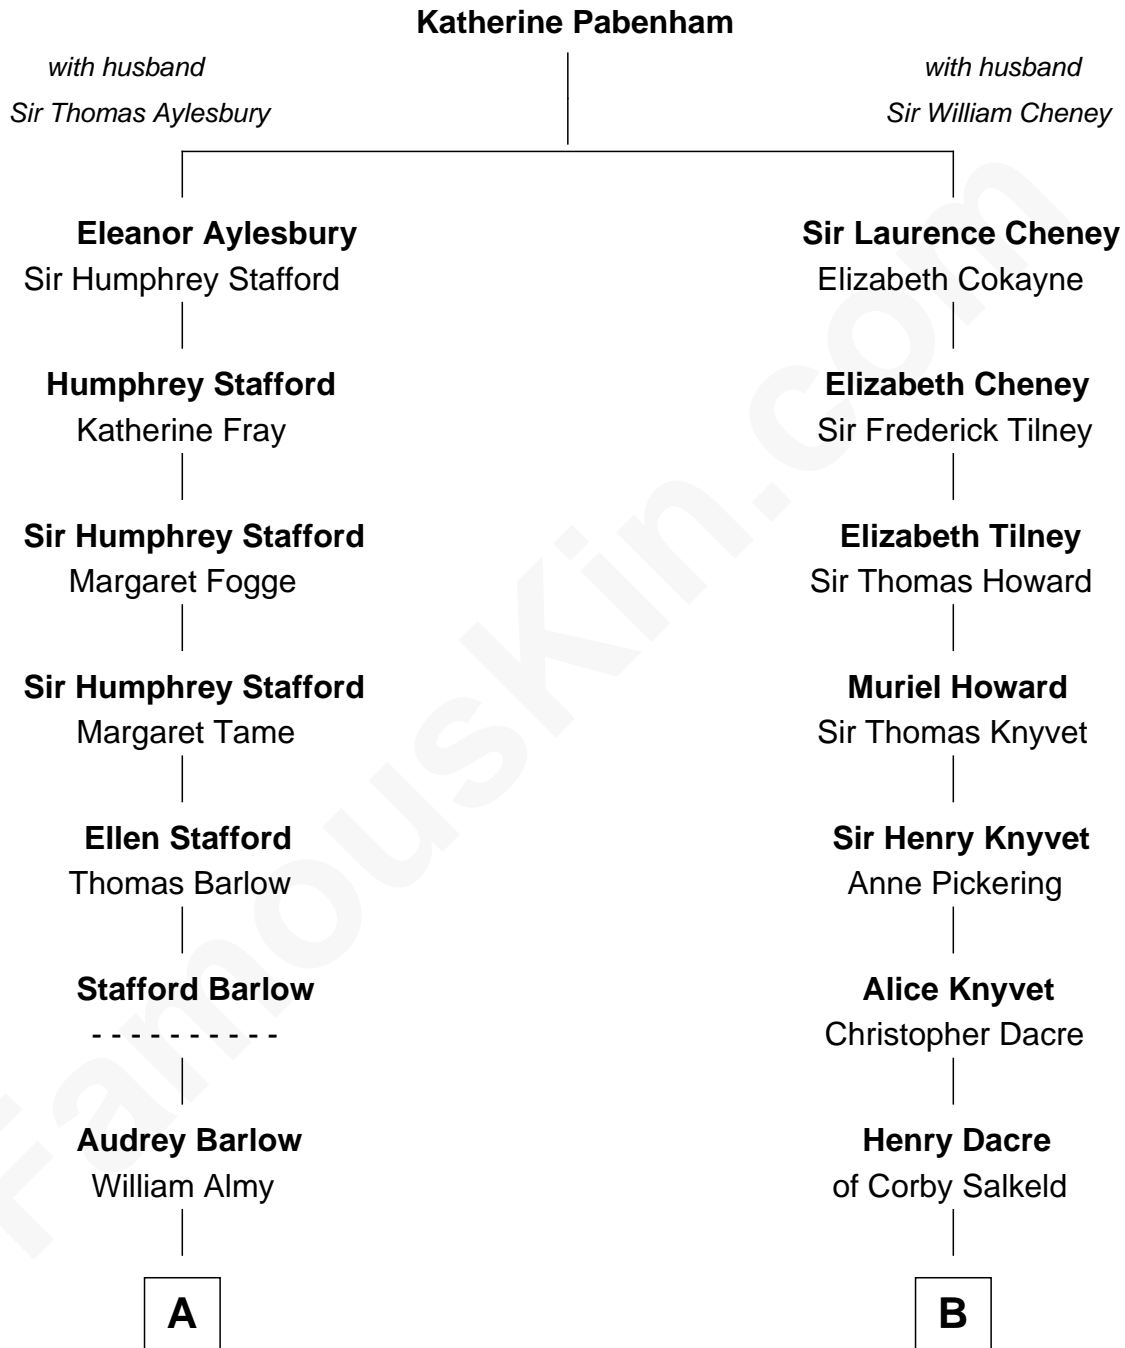 Katherine Pabenham
with husband
Sir Thomas Aylesbury
with husband
Sir William Cheney
Eleanor Aylesbury
Sir Humphrey Stafford
Sir Laurence Cheney
Elizabeth Cokayne
Humphrey Stafford
Katherine Fray
Elizabeth Cheney
Sir Frederick Tilney
Sir Humphrey Stafford
Margaret Fogge
Elizabeth Tilney
Sir Thomas Howard
Sir Humphrey Stafford
Margaret Tame
Muriel Howard
Sir Thomas Knyvet
Ellen Stafford
Thomas Barlow
Sir Henry Knyvet
Anne Pickering
Stafford Barlow
- - - - - - - - - -
Alice Knyvet
Christopher Dacre
Audrey Barlow
William Almy
Henry Dacre
of Corby Salkeld
A
B
FamousKin.com